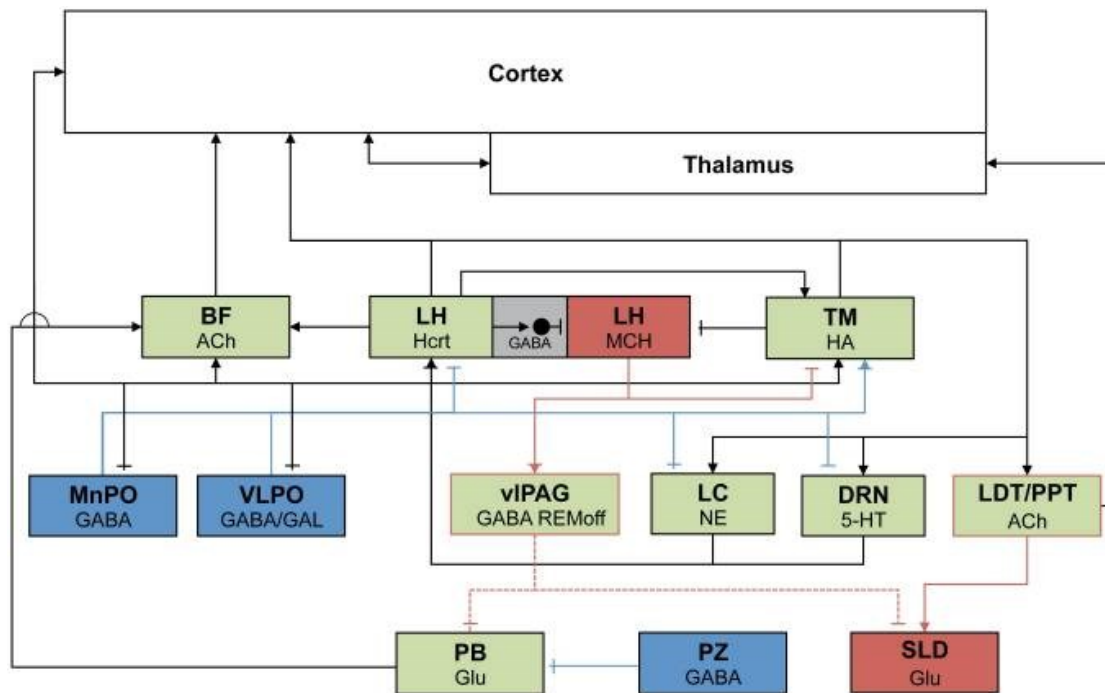 Cortex
Thalamus
BF
ACh
LH
Hcrt
GABA
LH
MCH
TM
HA
MnPO
GABA
VLPO
GABA/GAL
vlPAG
GABA REMoff
LC
NE
DRN
5-HT
LDT/PPT
ACh
PB
Glu
PZ
GABA
SLD
Glu